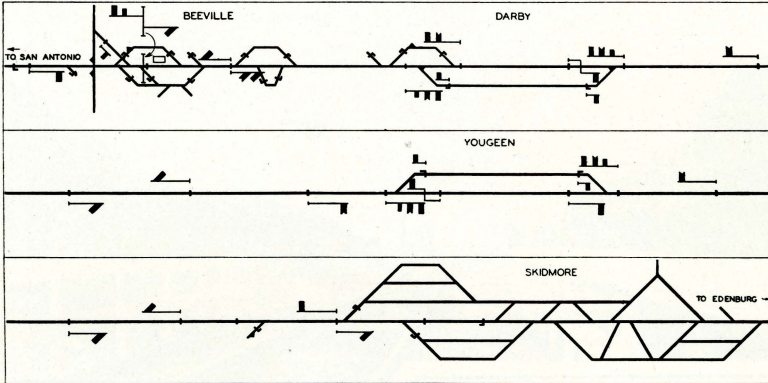 BEEVILLE
DARBY
TO SAN ANTONIO
YOUGEEN
SKIDMORE
TO EDENBURG